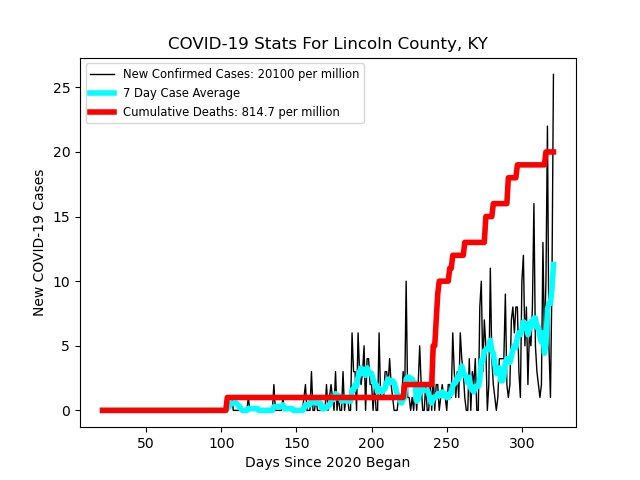 COVID-19 Stats For Lincoln County, KY
New Confirmed Cases: 20100 per million
7 Day Case Average
Cumulative Deaths: 814.7 per million
New COVID-19 Cases
25
20
15
10
5
0
50
100
150
200
250
300
Days Since 2020 Began